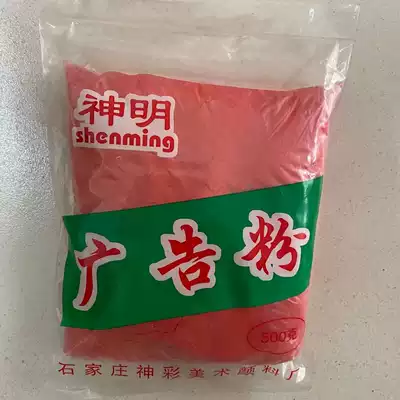 神明
shenming
广告粉
500克
石家庄神彩美术颜料厂